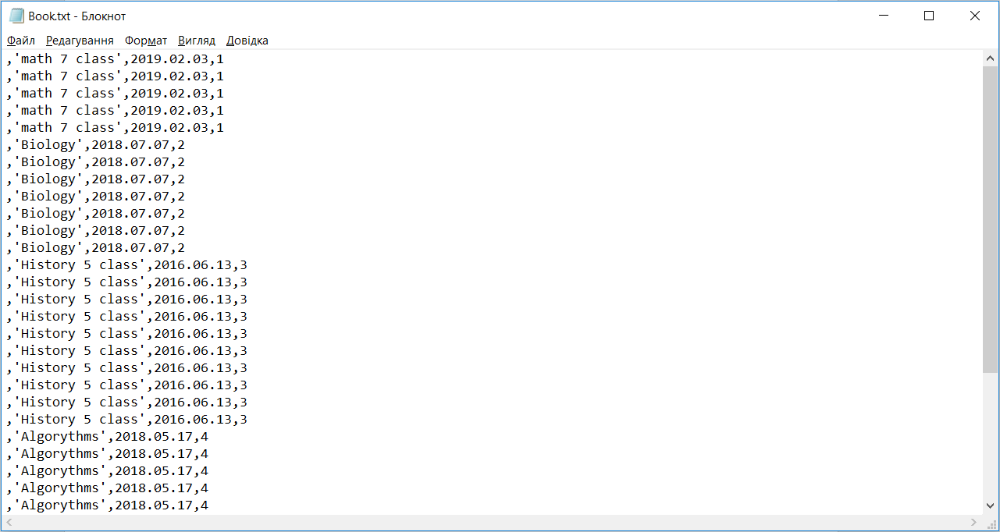 Book.txt - Блокнот
Файл Редагування Формат Вигляд Довідка
,'math 7 class',2019.02.03,1
,'math 7 class',2019.02.03,1
,'math 7 class',2019.02.03,1
,'math 7 class',2019.02.03,1
,'math 7 class',2019.02.03,1
,'Biology',2018.07.07,2
,'Biology',2018.07.07,2
,'Biology',2018.07.07,2
,'Biology',2018.07.07,2
,'Biology',2018.07.07,2
,'Biology',2018.07.07,2
,'Biology',2018.07.07,2
,'History 5 class',2016.06.13,3
,'History 5 class',2016.06.13,3
,'History 5 class',2016.06.13,3
,'History 5 class',2016.06.13,3
,'History 5 class',2016.06.13,3
,'History 5 class',2016.06.13,3
,'History 5 class',2016.06.13,3
,'History 5 class',2016.06.13,3
,'History 5 class',2016.06.13,3
,'History 5 class',2016.06.13,3
,'Algorythms',2018.05.17,4
,'Algorythms',2018.05.17,4
,'Algorythms',2018.05.17,4
,'Algorythms',2018.05.17,4
,'Algorythms',2018.05.17,4